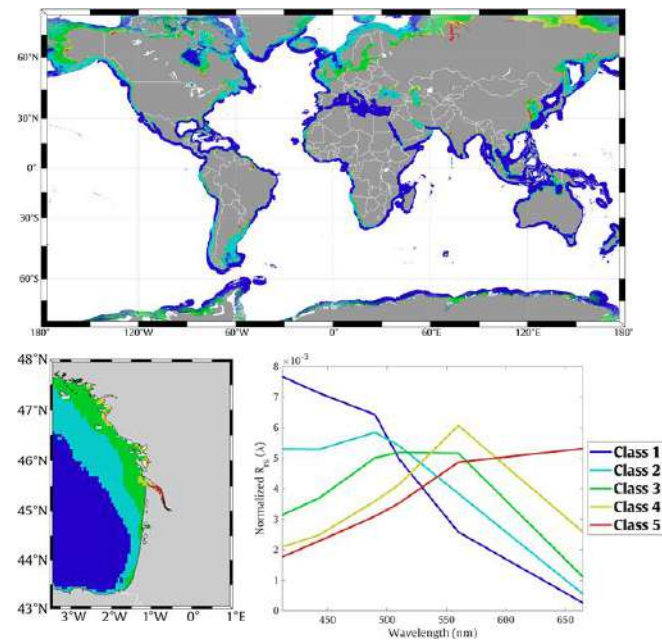 60°N
30°N
0°
30°S
60°S
180° 120°W 60°W 0° 60°E 120°E 180°
48°N
47°N
46°N
45°N
44°N
43°N
3°W 2°W 1°W 0° 1°E
×10⁻³
8
7
6
5
4
3
2
1
0
Normalized R_rs (λ)
450 500 550 600 650
Wavelength (nm)
Class 1
Class 2
Class 3
Class 4
Class 5